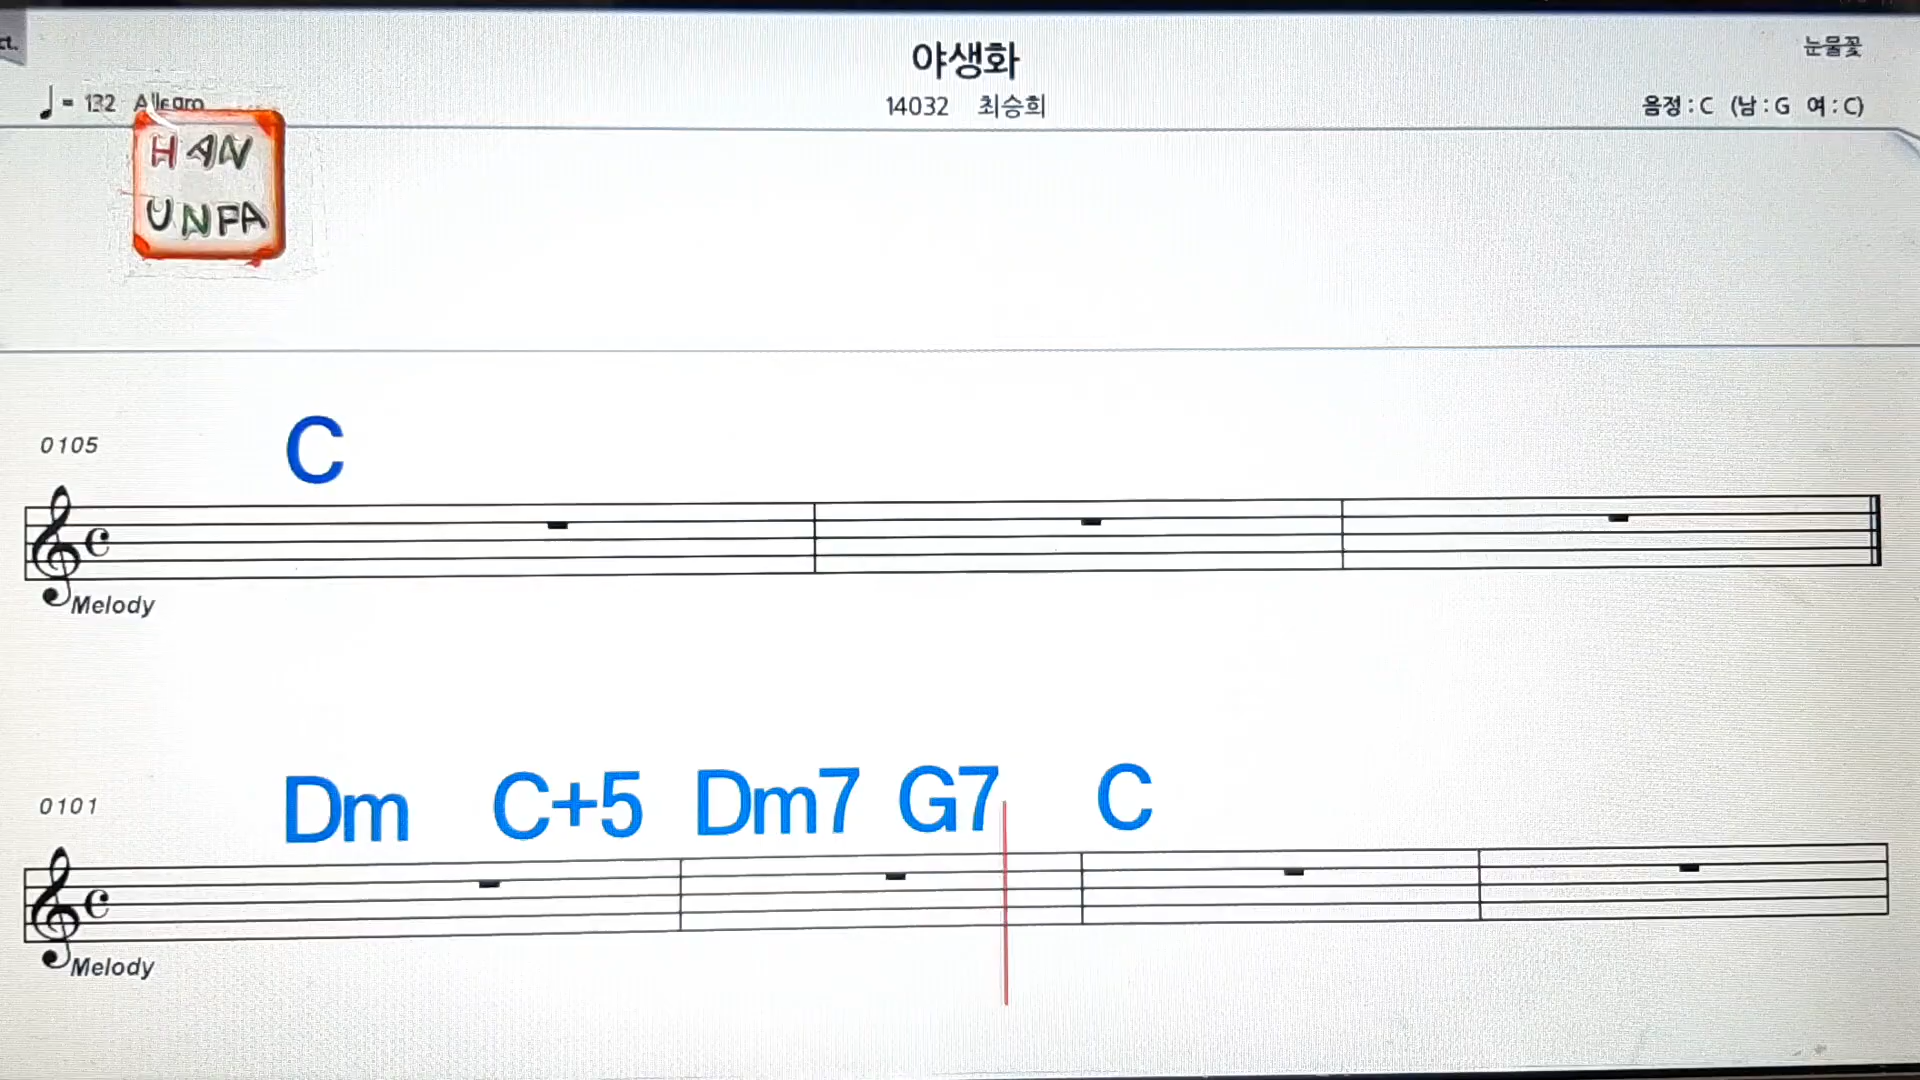 ct.
야생화
눈물꽃
♩ = 132 Allegro
14032 최승희
음정 : C (남 : G 여 : C)
HAN
UNFA
0105
C
Melody
0101
Dm C+5 Dm7 G7 C
Melody